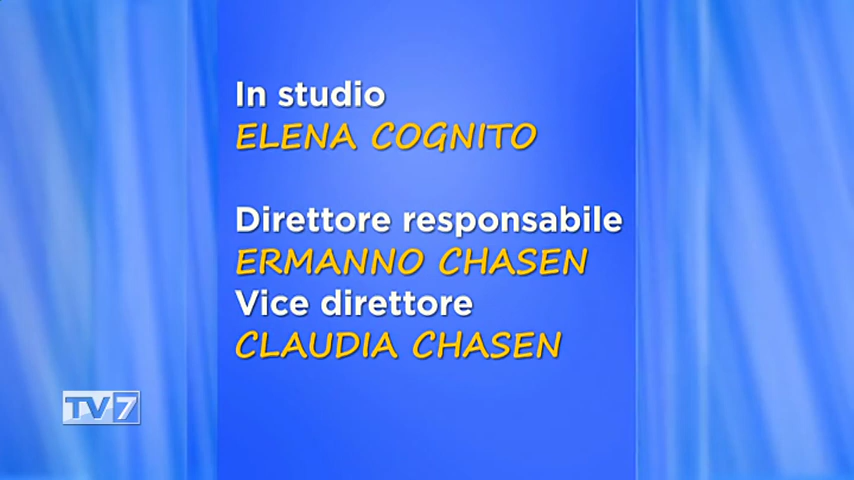 In studio
ELENA COGNITO
Direttore responsabile
ERMANNO CHASEN
Vice direttore
CLAUDIA CHASEN
TV7